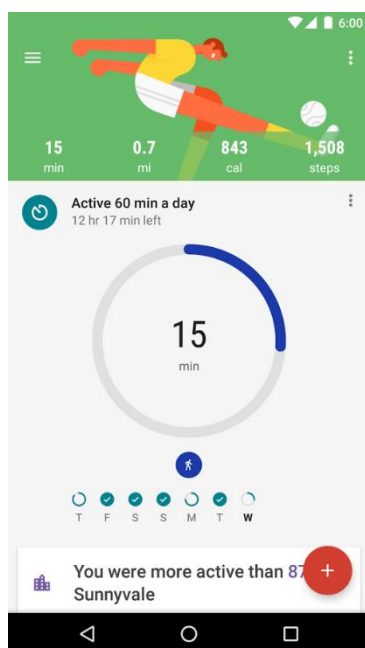 6:00
15 0.7 843 1,508
min mi cal steps
Active 60 min a day
12 hr 17 min left
15
min
T F S S M T W
You were more active than 87
Sunnyvale